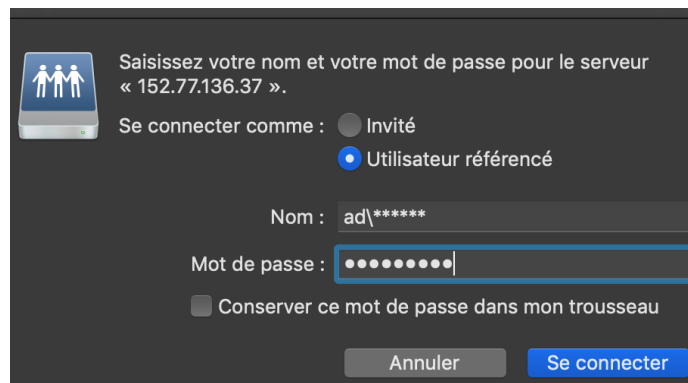 Saisissez votre nom et votre mot de passe pour le serveur
« 152.77.136.37 ».
Se connecter comme : Invité
Utilisateur référencé
Nom : ad\******
Mot de passe : •••••••••
Conserver ce mot de passe dans mon trousseau
Annuler Se connecter